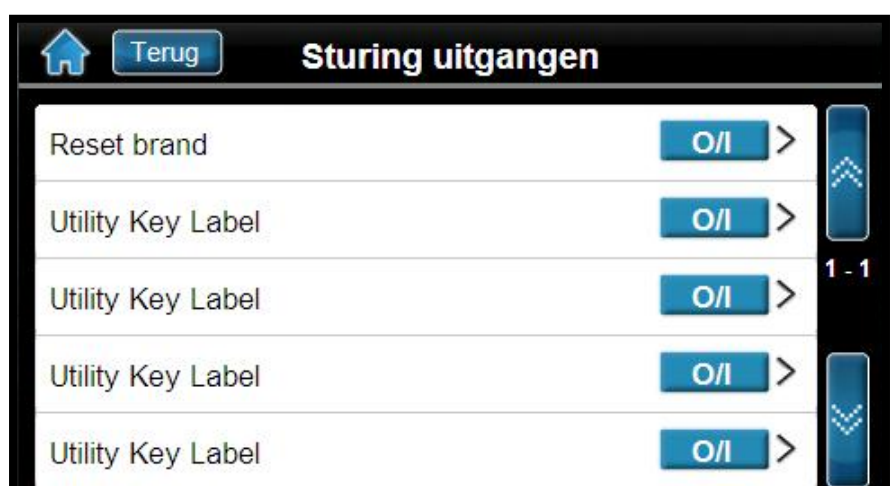 Terug Sturing uitgangen
Reset brand O/I
Utility Key Label O/I
1 - 1
Utility Key Label O/I
Utility Key Label O/I
Utility Key Label O/I